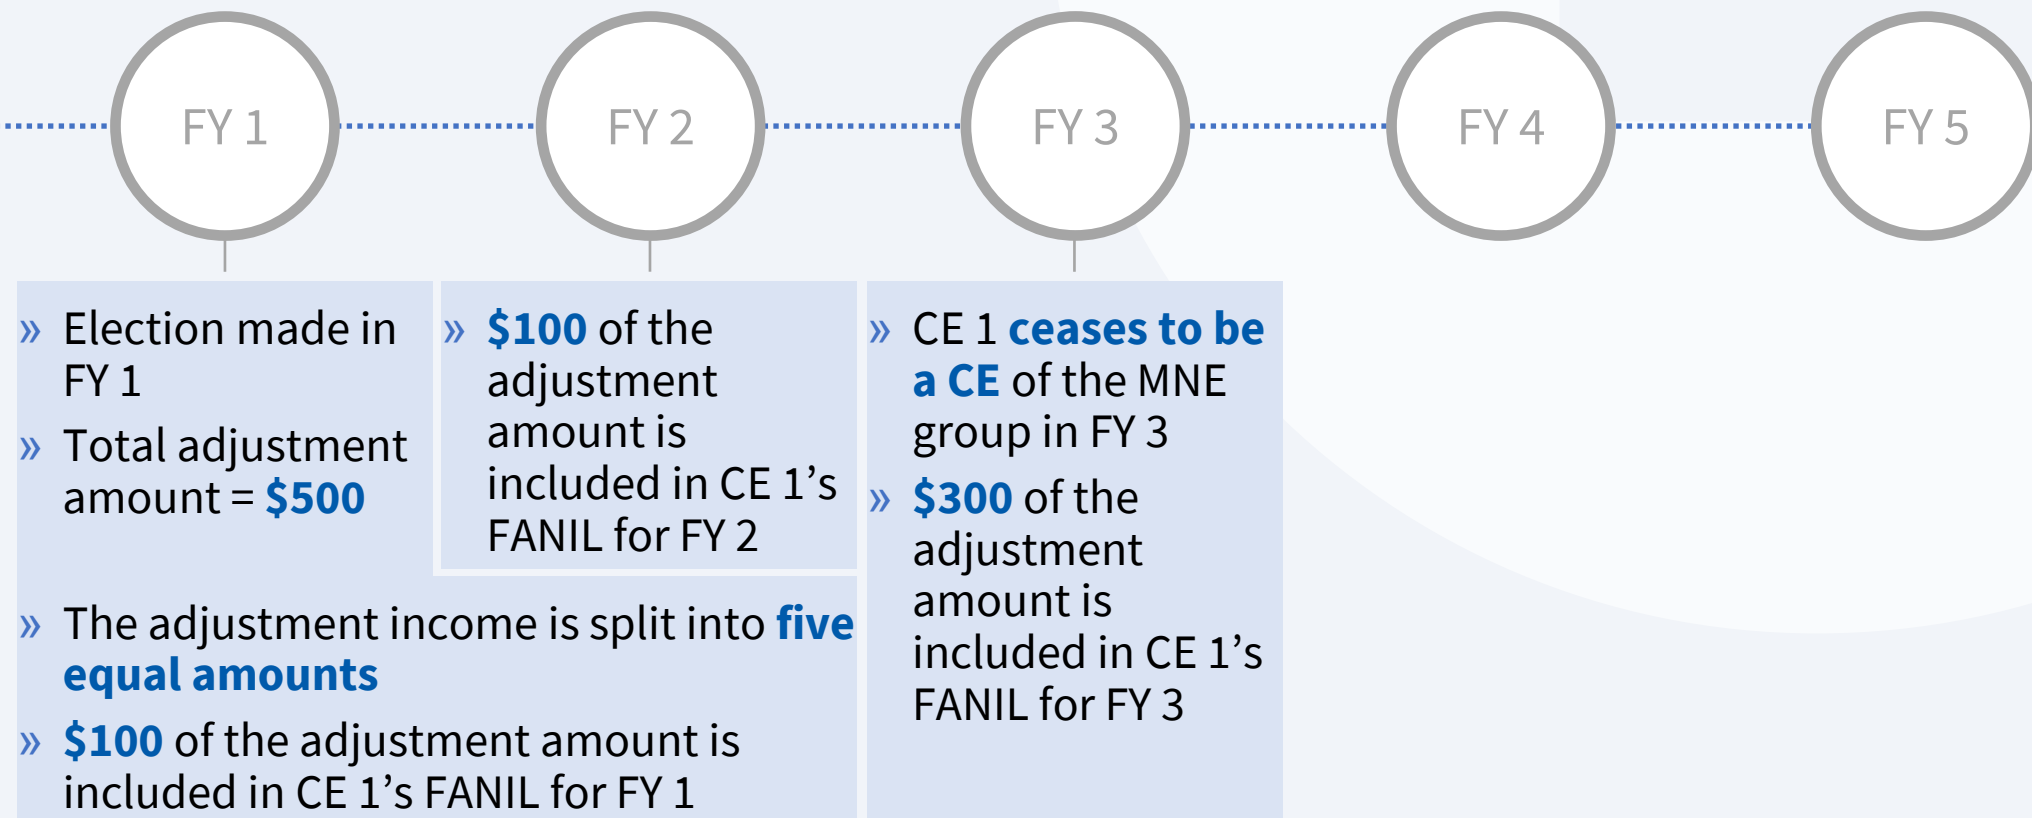 FY 1
FY 2
FY 3
FY 4
FY 5
» Election made in
FY 1
» Total adjustment
amount = $500
» The adjustment income is split into five
equal amounts
» $100 of the adjustment amount is
included in CE 1’s FANIL for FY 1
» $100 of the
adjustment
amount is
included in CE 1’s
FANIL for FY 2
» CE 1 ceases to be
a CE of the MNE
group in FY 3
» $300 of the
adjustment
amount is
included in CE 1’s
FANIL for FY 3